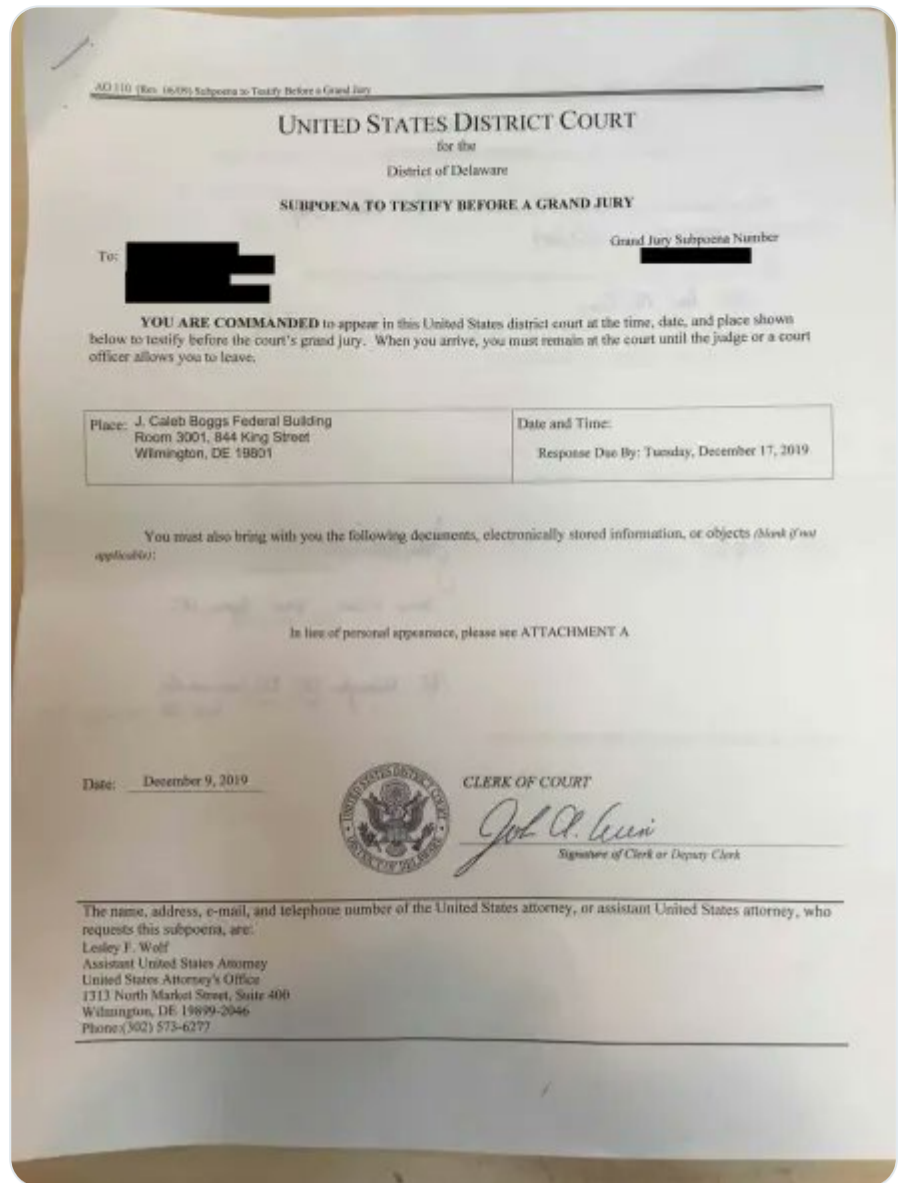 AO 110 (Rev. 06/09) Subpoena to Testify Before a Grand Jury
UNITED STATES DISTRICT COURT
for the
District of Delaware
SUBPOENA TO TESTIFY BEFORE A GRAND JURY
Grand Jury Subpoena Number
To:
YOU ARE COMMANDED to appear in this United States district court at the time, date, and place shown
below to testify before the court's grand jury. When you arrive, you must remain at the court until the judge or a court
officer allows you to leave.
Place: J. Caleb Boggs Federal Building
Room 3001, 844 King Street
Wilmington, DE 19801
Date and Time:
Response Due By: Tuesday, December 17, 2019
You must also bring with you the following documents, electronically stored information, or objects (blank if not
applicable):
In lieu of personal appearance, please see ATTACHMENT A
Date: December 9, 2019
UNITED STATES DISTRICT COURT
DISTRICT OF DELAWARE
CLERK OF COURT
Signature of Clerk or Deputy Clerk
The name, address, e-mail, and telephone number of the United States attorney, or assistant United States attorney, who
requests this subpoena, are:
Lesley F. Wolf
Assistant United States Attorney
United States Attorney's Office
1313 North Market Street, Suite 400
Wilmington, DE 19899-2046
Phone:(302) 573-6277